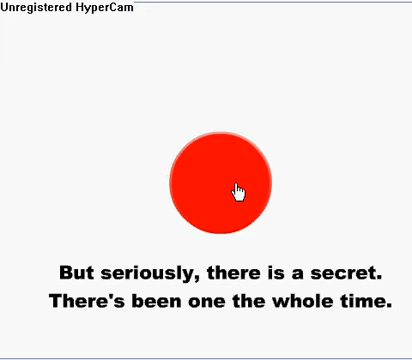 Unregistered HyperCam
But seriously, there is a secret.
There's been one the whole time.